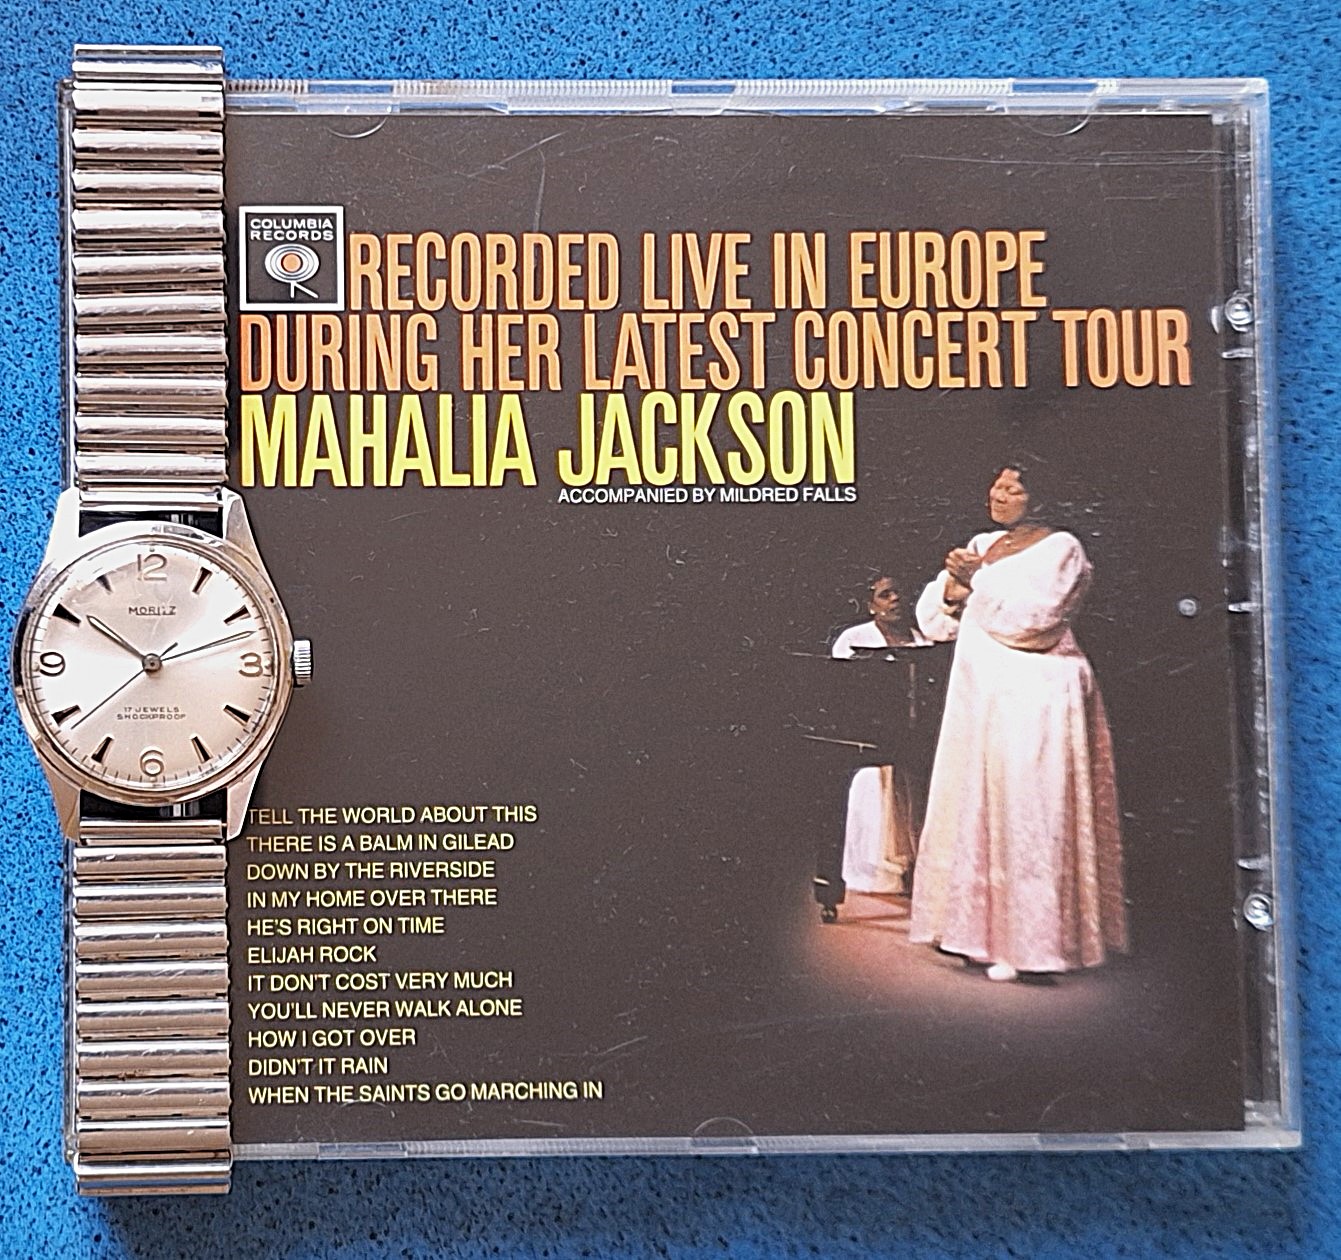 COLUMBIA
RECORDS
RECORDED LIVE IN EUROPE
DURING HER LATEST CONCERT TOUR
MAHALIA JACKSON
ACCOMPANIED BY MILDRED FALLS
12
MORITZ
9
3
17 JEWELS
SHOCKPROOF
6
TELL THE WORLD ABOUT THIS
THERE IS A BALM IN GILEAD
DOWN BY THE RIVERSIDE
IN MY HOME OVER THERE
HE'S RIGHT ON TIME
ELIJAH ROCK
IT DON'T COST VERY MUCH
YOU'LL NEVER WALK ALONE
HOW I GOT OVER
DIDN'T IT RAIN
WHEN THE SAINTS GO MARCHING IN